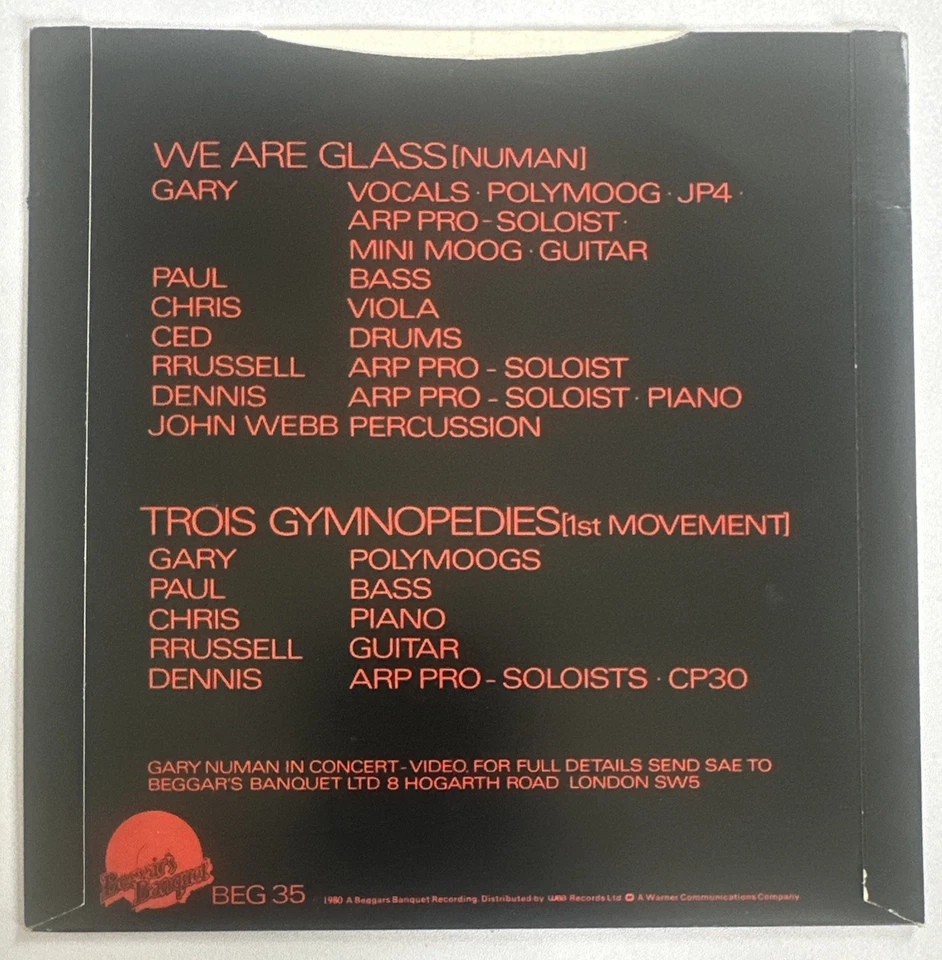 WE ARE GLASS [NUMAN]
GARY VOCALS · POLYMOOG · JP4 ·
ARP PRO-SOLOIST ·
MINI MOOG · GUITAR
PAUL BASS
CHRIS VIOLA
CED DRUMS
RRUSSELL ARP PRO - SOLOIST
DENNIS ARP PRO - SOLOIST · PIANO
JOHN WEBB PERCUSSION
TROIS GYMNOPEDIES [1st MOVEMENT]
GARY POLYMOOGS
PAUL BASS
CHRIS PIANO
RRUSSELL GUITAR
DENNIS ARP PRO - SOLOISTS · CP30
GARY NUMAN IN CONCERT - VIDEO, FOR FULL DETAILS SEND SAE TO
BEGGAR'S BANQUET LTD 8 HOGARTH ROAD LONDON SW5
Beggar's
Banquet
BEG 35 1980 A Beggars Banquet Recording. Distributed by wea Records Ltd A Warner Communications Company